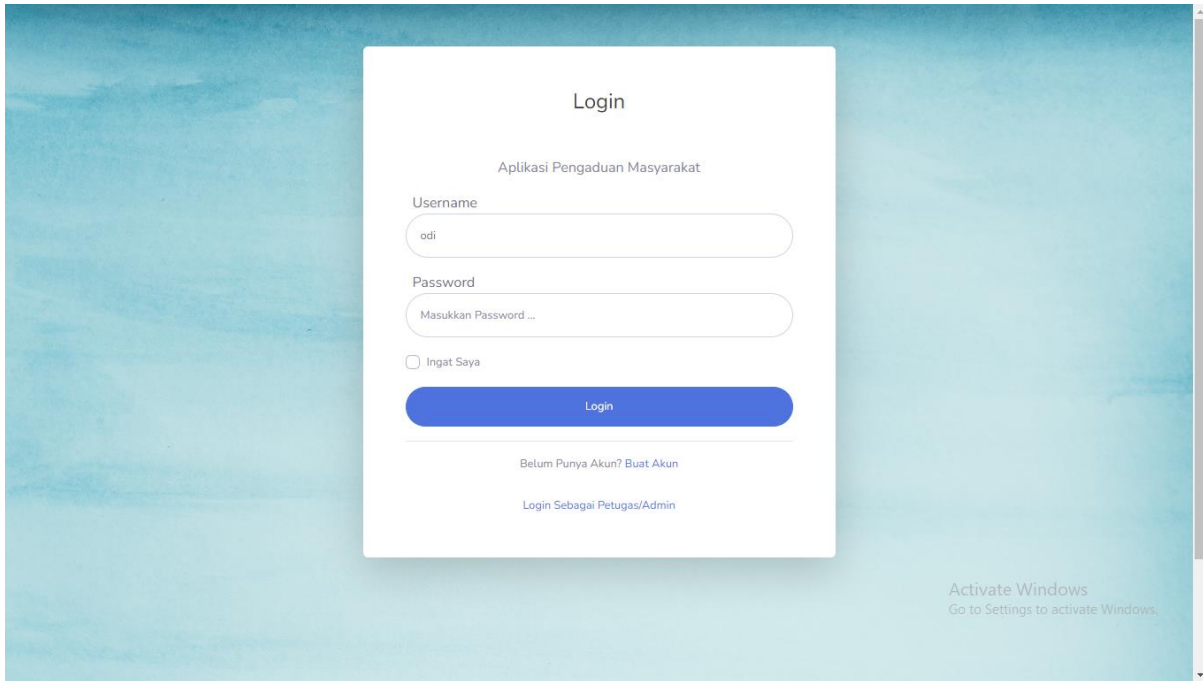 Login
Aplikasi Pengaduan Masyarakat
Username
odi
Password
Masukkan Password ...
Ingat Saya
Login
Belum Punya Akun? Buat Akun
Login Sebagai Petugas/Admin
Activate Windows
Go to Settings to activate Windows.